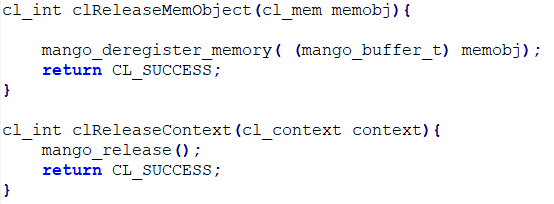 cl_int clReleaseMemObject(cl_mem memobj){
mango_deregister_memory( (mango_buffer_t) memobj);
return CL_SUCCESS;
}
cl_int clReleaseContext(cl_context context){
mango_release();
return CL_SUCCESS;
}